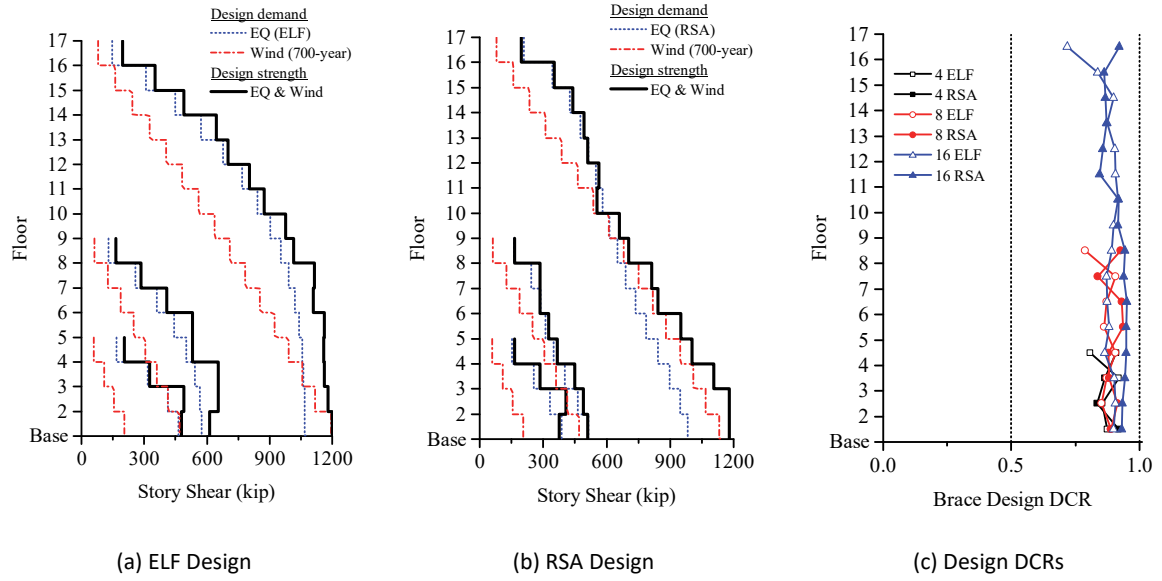 Design demand
EQ (ELF)
Wind (700-year)
Design strength
EQ & Wind
17
16
15
14
13
12
11
10
9
8
7
6
5
4
3
2
Base
Floor
0
300
600
900
1200
Story Shear (kip)
(a) ELF Design
Design demand
EQ (RSA)
Wind (700-year)
Design strength
EQ & Wind
17
16
15
14
13
12
11
10
9
8
7
6
5
4
3
2
Base
Floor
0
300
600
900
1200
Story Shear (kip)
(b) RSA Design
4 ELF
4 RSA
8 ELF
8 RSA
16 ELF
16 RSA
17
16
15
14
13
12
11
10
9
8
7
6
5
4
3
2
Base
Floor
0.0
0.5
1.0
Brace Design DCR
(c) Design DCRs